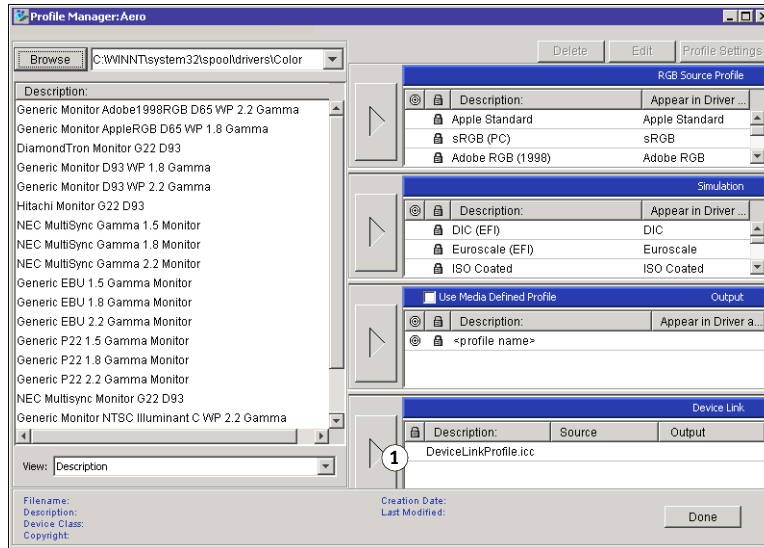 Profile Manager:Aero
Browse C:\WINNT\system32\spool\drivers\Color
Delete Edit Profile Settings
Description:
Generic Monitor Adobe1998RGB D65 WP 2.2 Gamma
Generic Monitor AppleRGB D65 WP 1.8 Gamma
DiamondTron Monitor G22 D93
Generic Monitor D93 WP 1.8 Gamma
Generic Monitor D93 WP 2.2 Gamma
Hitachi Monitor G22 D93
NEC MultiSync Gamma 1.5 Monitor
NEC MultiSync Gamma 1.8 Monitor
NEC MultiSync Gamma 2.2 Monitor
Generic EBU 1.5 Gamma Monitor
Generic EBU 1.8 Gamma Monitor
Generic EBU 2.2 Gamma Monitor
Generic P22 1.5 Gamma Monitor
Generic P22 1.8 Gamma Monitor
Generic P22 2.2 Gamma Monitor
NEC Multisync Monitor G22 D93
Generic Monitor NTSC Illuminant C WP 2.2 Gamma
View: Description
RGB Source Profile
Description: Appear in Driver ...
Apple Standard Apple Standard
sRGB (PC) sRGB
Adobe RGB (1998) Adobe RGB
Simulation
Description: Appear in Driver ...
DIC (EFI) DIC
Euroscale (EFI) Euroscale
ISO Coated ISO Coated
Use Media Defined Profile Output
Description: Appear in Driver a...
<profile name>
Device Link
Description: Source Output
DeviceLinkProfile.icc
1
Filename:
Description:
Device Class:
Copyright:
Creation Date:
Last Modified:
Done